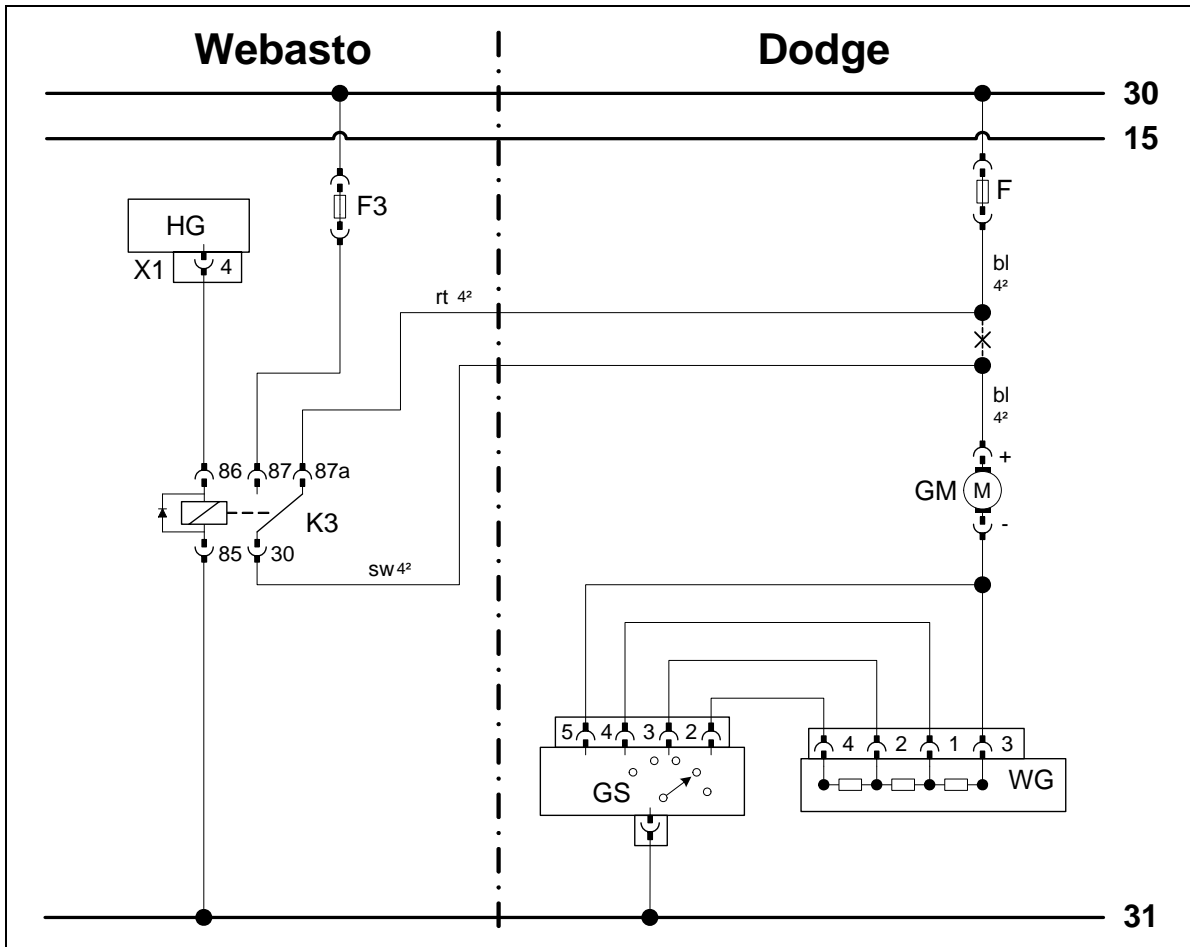 Webasto Dodge
30
15
F3 F
HG
X1 4
bl
4²
rt 4²
bl
4²
86 87 87a
+
GM M
K3
-
85 30
sw 4²
5 4 3 2
4 2 1 3
GS WG
31